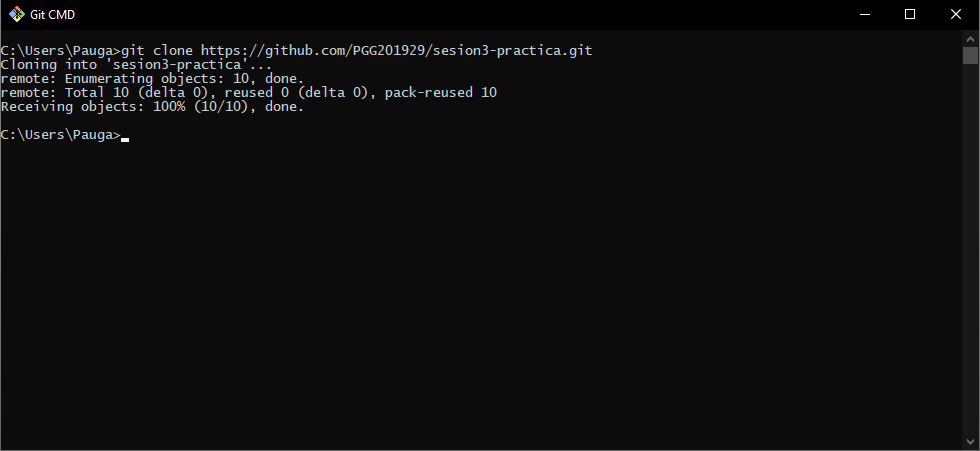 Git CMD
C:\Users\Pauga>git clone https://github.com/PGG201929/sesion3-practica.git
Cloning into 'sesion3-practica'...
remote: Enumerating objects: 10, done.
remote: Total 10 (delta 0), reused 0 (delta 0), pack-reused 10
Receiving objects: 100% (10/10), done.
C:\Users\Pauga>